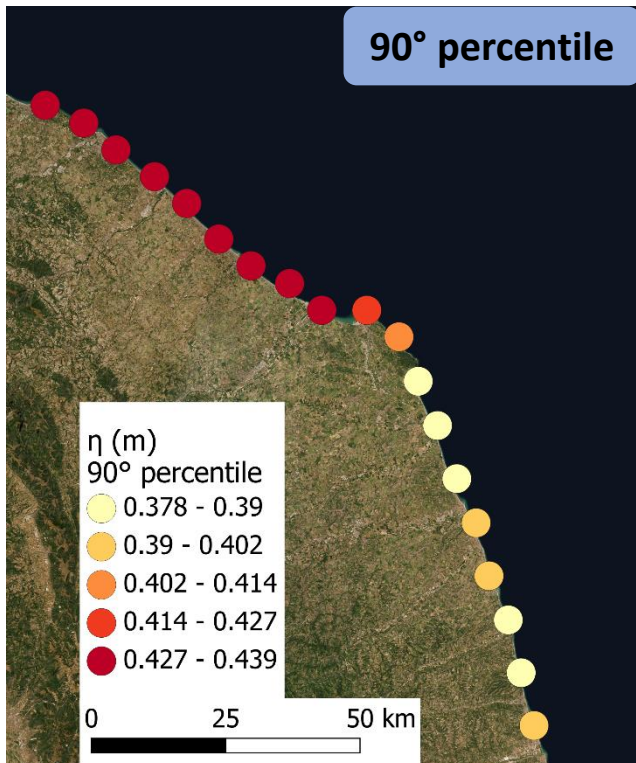 90° percentile
η (m)
90° percentile
0.378 - 0.39
0.39 - 0.402
0.402 - 0.414
0.414 - 0.427
0.427 - 0.439
0 25 50 km